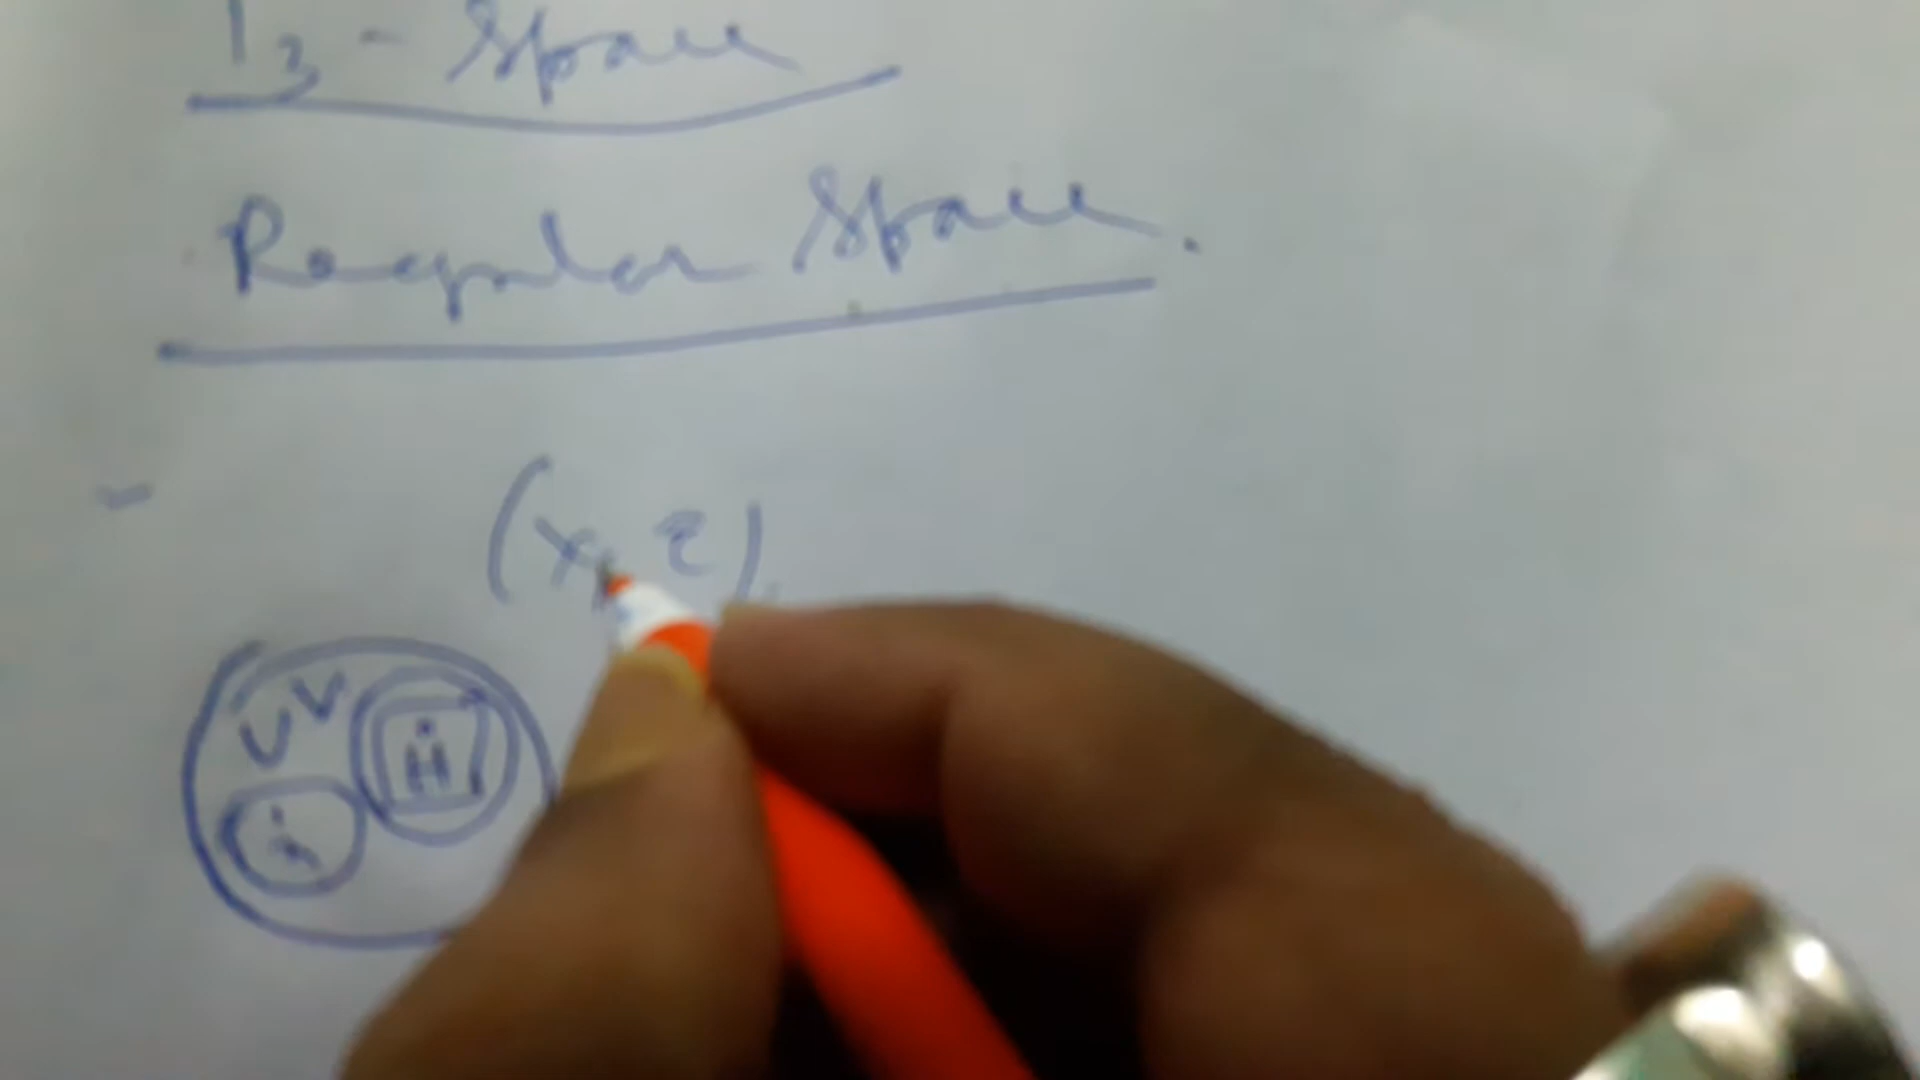 T3 - Space
Regular Space.
(X, τ)
U V
H
x